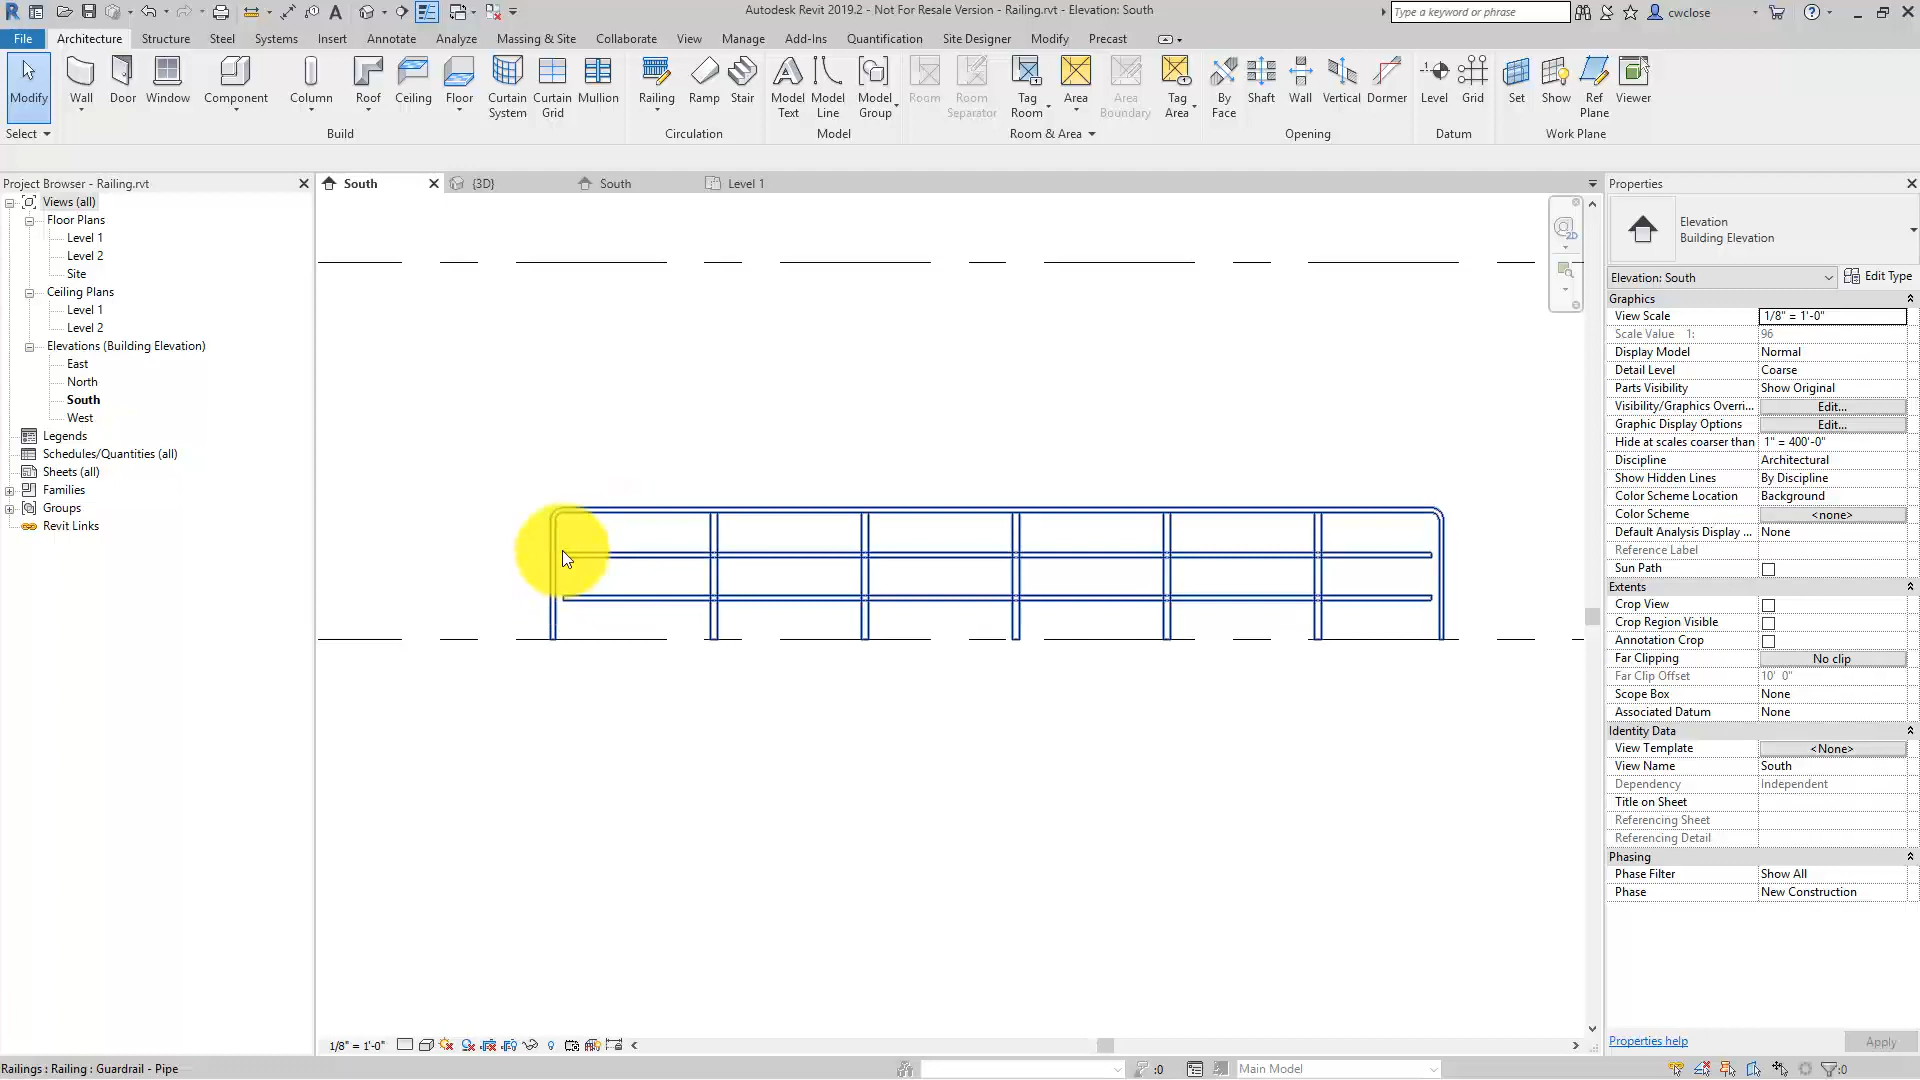 Autodesk Revit 2019.2 - Not For Resale Version - Railing.rvt - Elevation: South
Type a keyword or phrase
cwclose
File Architecture Structure Steel Systems Insert Annotate Analyze Massing & Site Collaborate View Manage Add-Ins Quantification Site Designer Modify Precast
Modify Wall Door Window Component Column Roof Ceiling Floor Curtain System Curtain Grid Mullion Railing Ramp Stair Model Text Model Line Model Group Room Room Separator Tag Room Area Area Boundary Tag Area By Face Shaft Wall Vertical Dormer Level Grid Set Show Ref Plane Viewer
Select Build Circulation Model Room & Area Opening Datum Work Plane
Project Browser - Railing.rvt
South {3D} South Level 1
Views (all)
Floor Plans
Level 1
Level 2
Site
Ceiling Plans
Level 1
Level 2
Elevations (Building Elevation)
East
North
South
West
Legends
Schedules/Quantities (all)
Sheets (all)
Families
Groups
Revit Links
2D
Properties
Elevation
Building Elevation
Elevation: South Edit Type
Graphics
View Scale 1/8" = 1'-0"
Scale Value 1: 96
Display Model Normal
Detail Level Coarse
Parts Visibility Show Original
Visibility/Graphics Overri... Edit...
Graphic Display Options Edit...
Hide at scales coarser than 1" = 400'-0"
Discipline Architectural
Show Hidden Lines By Discipline
Color Scheme Location Background
Color Scheme <none>
Default Analysis Display ... None
Reference Label
Sun Path
Extents
Crop View
Crop Region Visible
Annotation Crop
Far Clipping No clip
Far Clip Offset 10' 0"
Scope Box None
Associated Datum None
Identity Data
View Template <None>
View Name South
Dependency Independent
Title on Sheet
Referencing Sheet
Referencing Detail
Phasing
Phase Filter Show All
Phase New Construction
Properties help Apply
1/8" = 1'-0"
Railings : Railing : Guardrail - Pipe
:0 Main Model :0